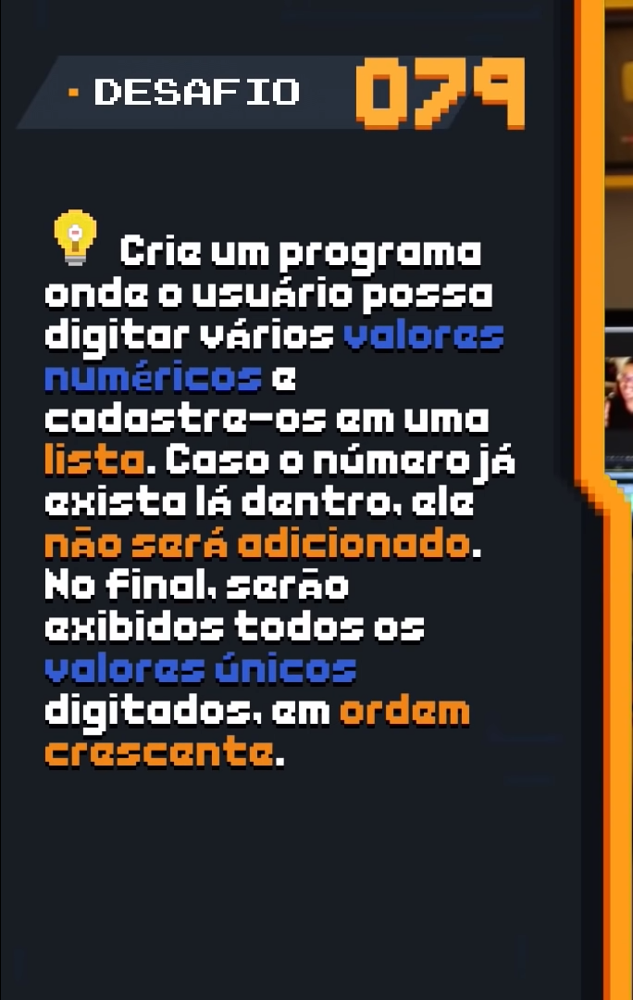 DESAFIO 079
Crie um programa
onde o usuário possa
digitar vários valores
numéricos e
cadastre-os em uma
lista. Caso o número já
exista lá dentro, ele
não será adicionado.
No final, serão
exibidos todos os
valores únicos
digitados, em ordem
crescente.